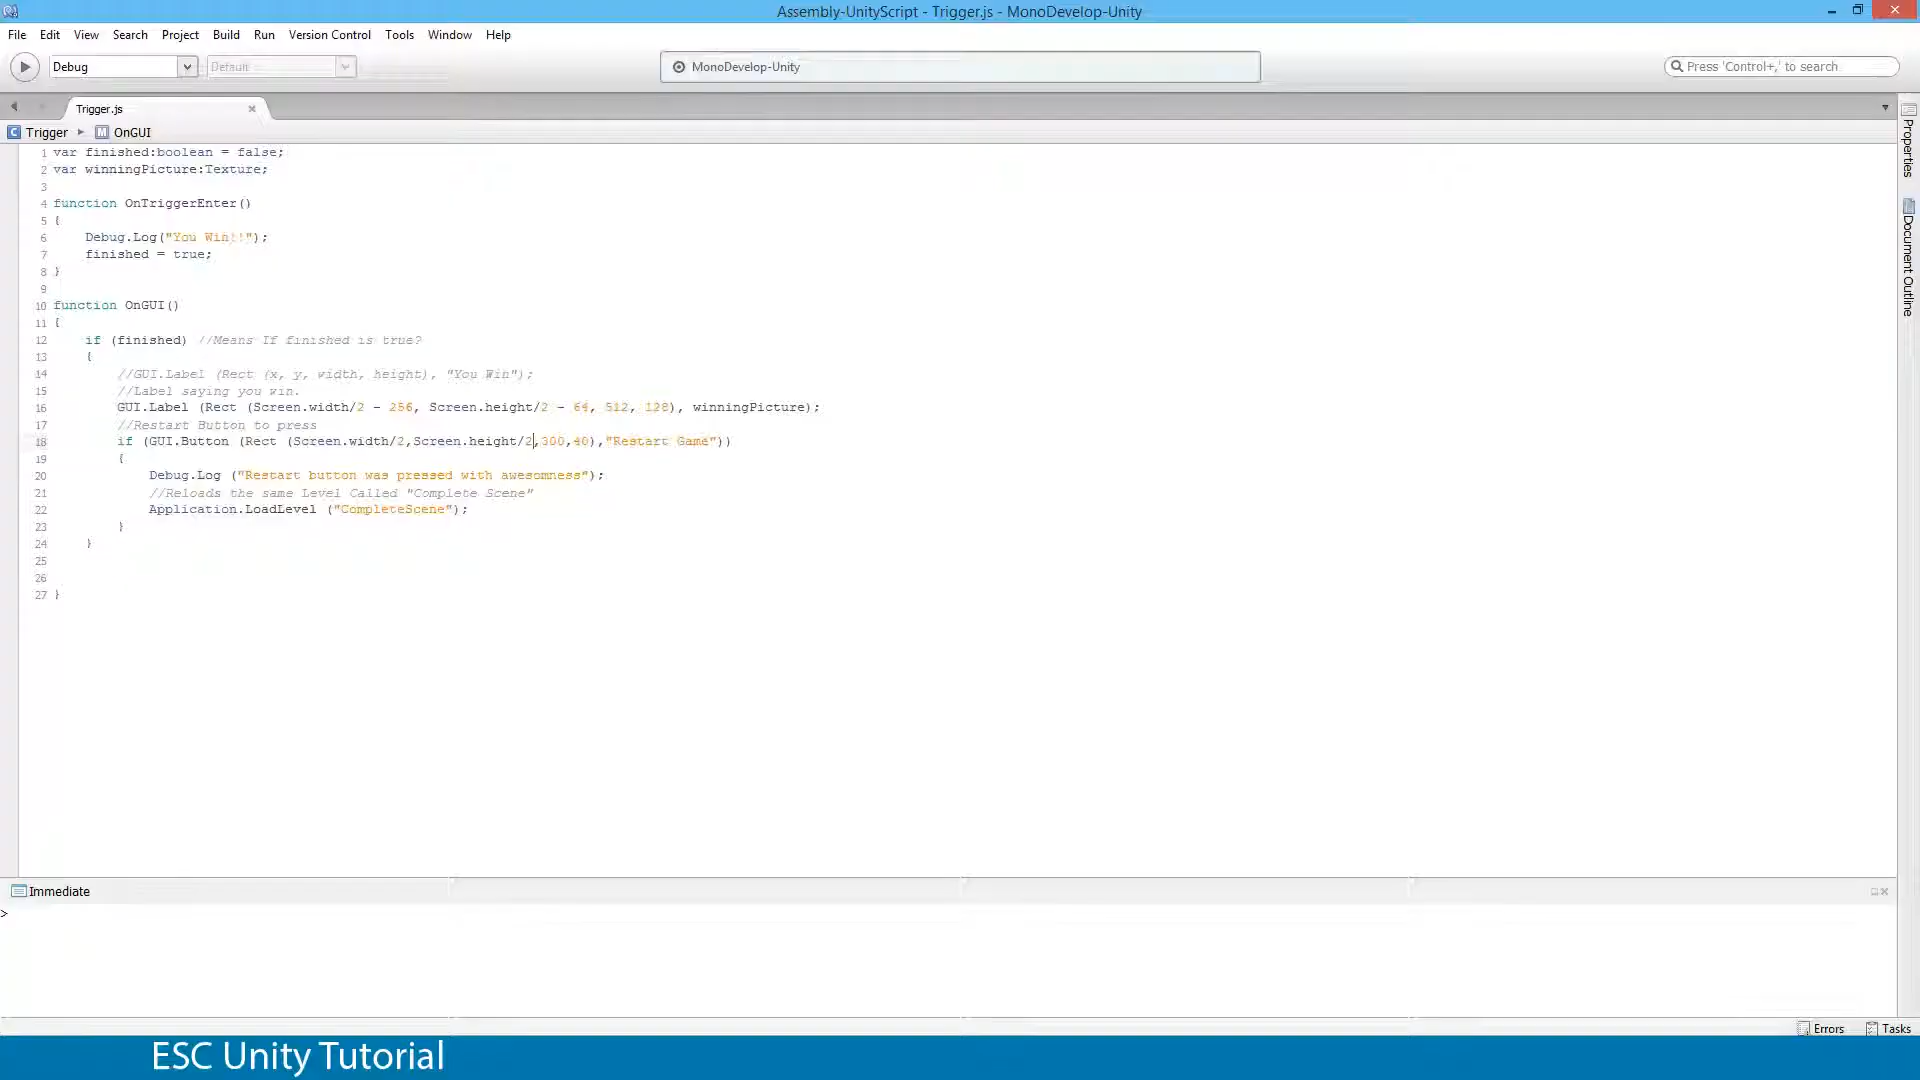 Assembly-UnityScript - Trigger.js - MonoDevelop-Unity
File Edit View Search Project Build Run Version Control Tools Window Help
Debug Default MonoDevelop-Unity Press 'Control+,' to search
Trigger.js
Trigger OnGUI
1 var finished:boolean = false;
2 var winningPicture:Texture;
3
4 function OnTriggerEnter()
5 {
6 Debug.Log("You Win!!");
7 finished = true;
8 }
9
10 function OnGUI()
11 {
12 if (finished) //Means If finished is true?
13 {
14 //GUI.Label (Rect (x, y, width, height), "You Win");
15 //Label saying you win.
16 GUI.Label (Rect (Screen.width/2 - 256, Screen.height/2 - 64, 512, 128), winningPicture);
17 //Restart Button to press
18 if (GUI.Button (Rect (Screen.width/2,Screen.height/2,300,40),"Restart Game"))
19 {
20 Debug.Log ("Restart button was pressed with awesomness");
21 //Reloads the same Level Called "Complete Scene"
22 Application.LoadLevel ("CompleteScene");
23 }
24 }
25
26
27 }
Properties
Document Outline
Immediate
>
Errors Tasks
ESC Unity Tutorial